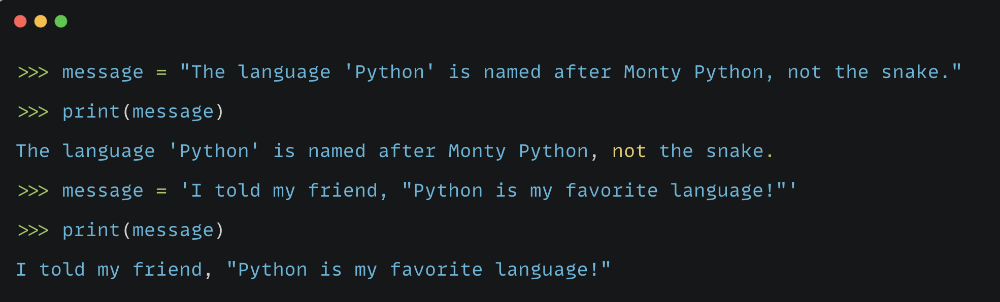 >>> message = "The language 'Python' is named after Monty Python, not the snake."
>>> print(message)
The language 'Python' is named after Monty Python, not the snake.
>>> message = 'I told my friend, "Python is my favorite language!"'
>>> print(message)
I told my friend, "Python is my favorite language!"